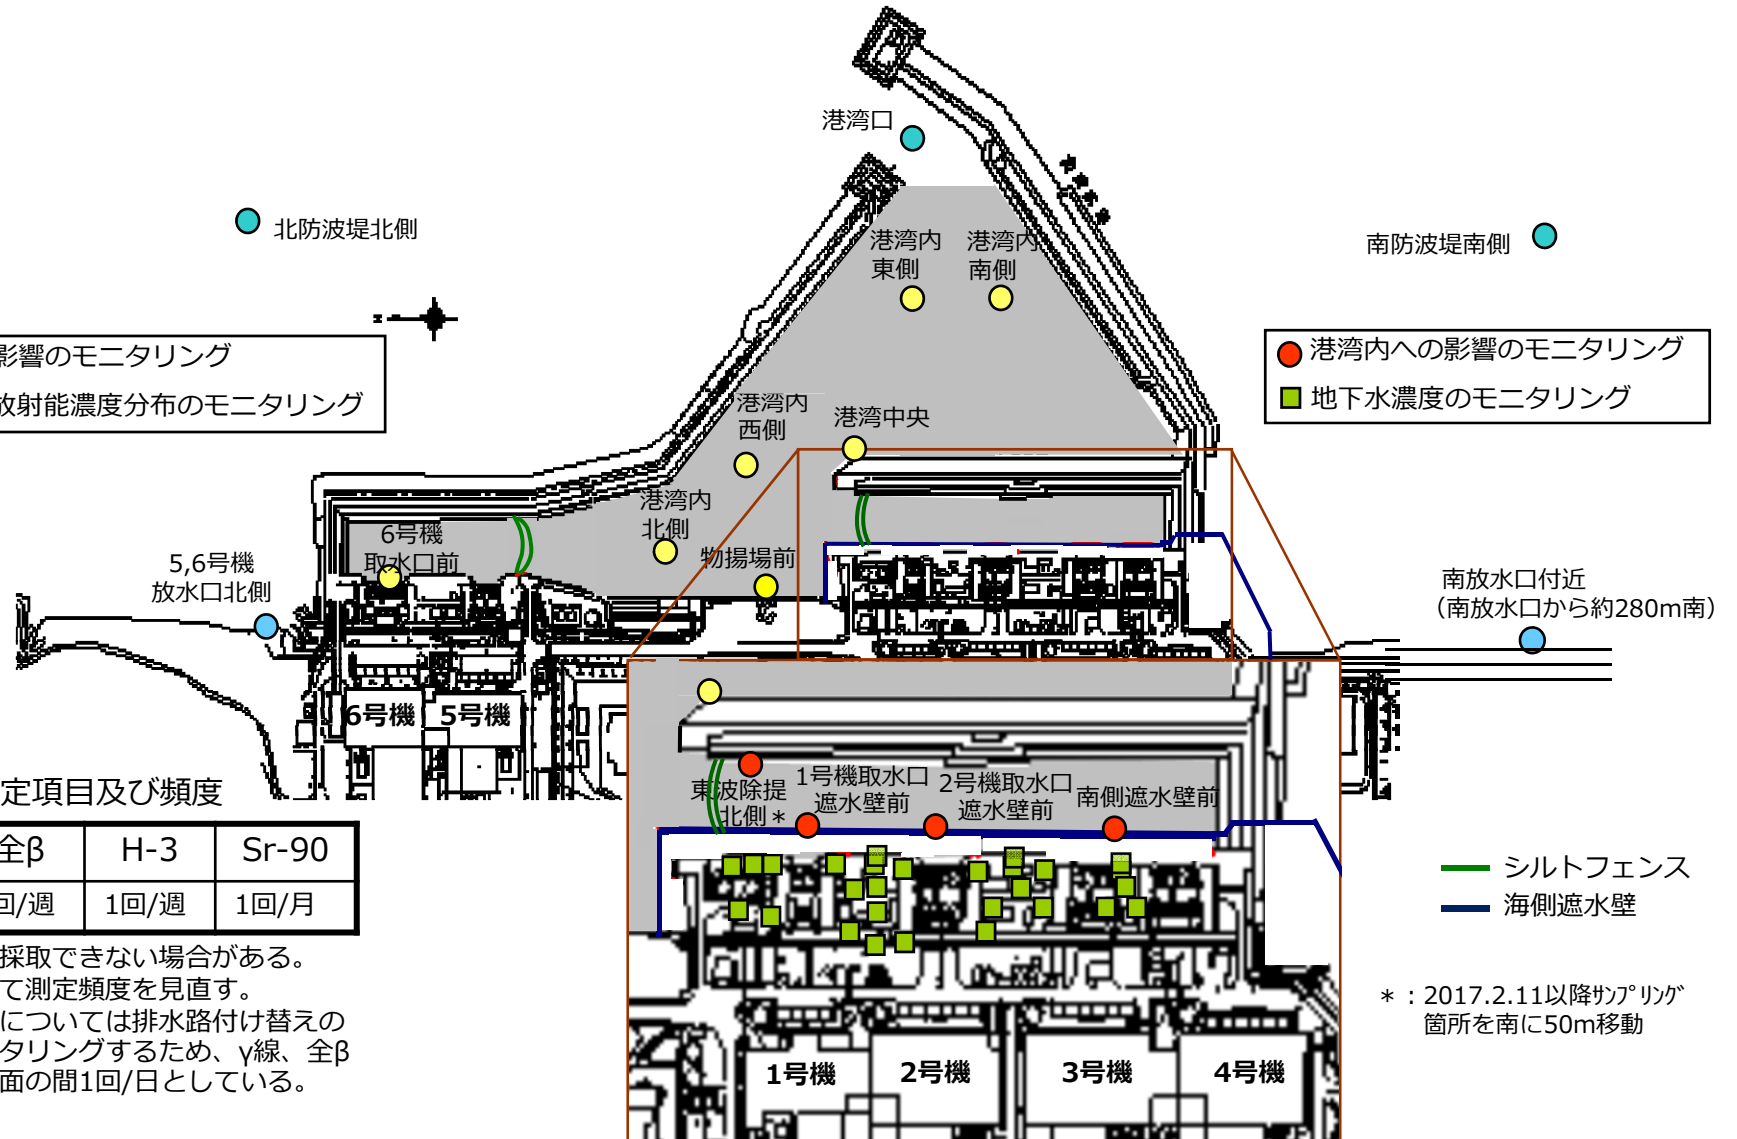 港湾口
北防波堤北側
港湾内
東側
港湾内
南側
南防波堤南側
影響のモニタリング
放射能濃度分布のモニタリング
港湾内への影響のモニタリング
地下水濃度のモニタリング
港湾内
西側
港湾中央
港湾内
北側
6号機
取水口前
物揚場前
5,6号機
放水口北側
南放水口付近
（南放水口から約280m南）
6号機
5号機
東波除堤
北側＊
1号機取水口
遮水壁前
2号機取水口
遮水壁前
南側遮水壁前
定項目及び頻度
全β H-3 Sr-90
回/週 1回/週 1回/月
採取できない場合がある。
て測定頻度を見直す。
については排水路付け替えの
タリングするため、γ線、全β
面の間1回/日としている。
シルトフェンス
海側遮水壁
＊：2017.2.11以降ｻﾝﾌﾟﾘﾝｸﾞ
箇所を南に50m移動
1号機
2号機
3号機
4号機